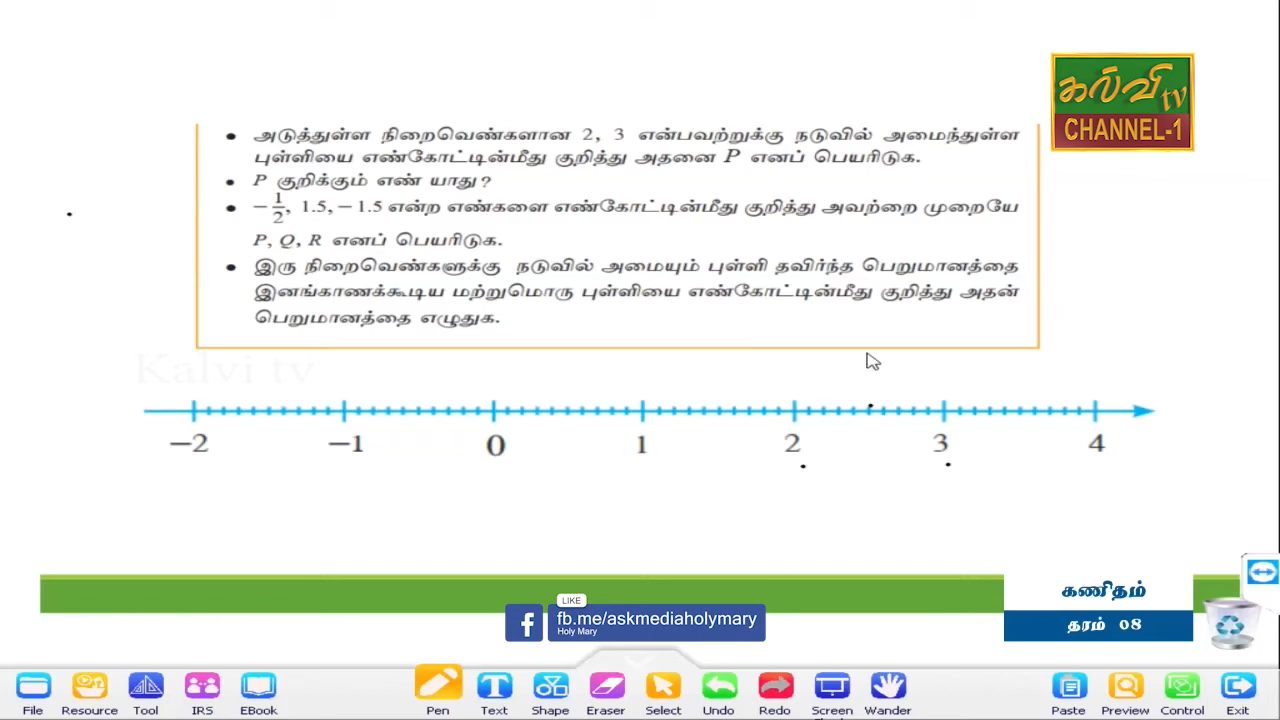 கல்வி tv
CHANNEL-1
• அடுத்துள்ள நிறைவெண்களான 2, 3 என்பவற்றுக்கு நடுவில் அமைந்துள்ள
புள்ளியை எண்கோட்டின்மீது குறித்து அதனை P எனப் பெயரிடுக.
• P குறிக்கும் எண் யாது?
• −1/2, 1.5, − 1.5 என்ற எண்களை எண்கோட்டின்மீது குறித்து அவற்றை முறையே
P, Q, R எனப் பெயரிடுக.
• இரு நிறைவெண்களுக்கு நடுவில் அமையும் புள்ளி தவிர்ந்த பெறுமானத்தை
இனங்காணக்கூடிய மற்றுமொரு புள்ளியை எண்கோட்டின்மீது குறித்து அதன்
பெறுமானத்தை எழுதுக.
Kalvi tv
−2 −1 0 1 2 3 4
கணிதம்
தரம் 08
LIKE
fb.me/askmediaholymary
Holy Mary
File Resource Tool IRS EBook Pen Text Shape Eraser Select Undo Redo Screen Wander Paste Preview Control Exit